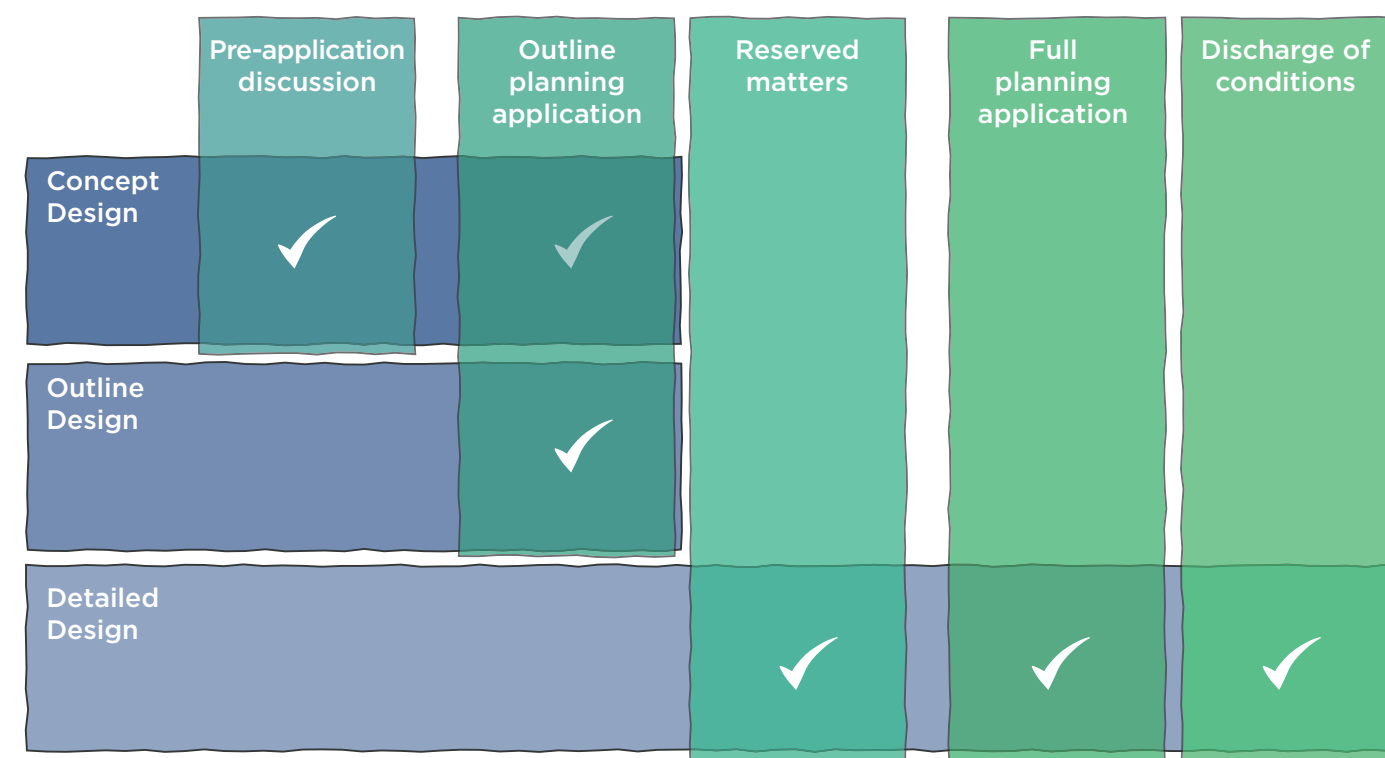 Pre-application
discussion
Outline
planning
application
Reserved
matters
Full
planning
application
Discharge of
conditions
Concept
Design
Outline
Design
Detailed
Design